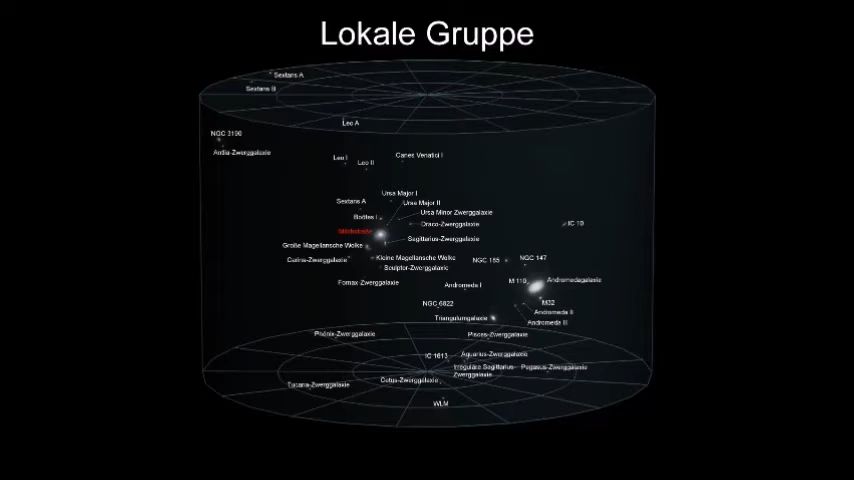 Lokale Gruppe
Sextans A
Sextans B
Leo A
NGC 3190
Antlia-Zwerggalaxie
Leo I
Leo II
Canes Venatici I
Ursa Major I
Sextans A
Ursa Major II
Ursa Minor Zwerggalaxie
Bootes I
Draco-Zwerggalaxie
IC 10
Milchstraße
Sagittarius-Zwerggalaxie
Große Magellansche Wolke
Carina-Zwerggalaxie
Kleine Magellansche Wolke
NGC 185
NGC 147
Sculptor-Zwerggalaxie
Fornax-Zwerggalaxie
Andromeda I
M 110
Andromedagalaxie
NGC 6822
M32
Andromeda II
Triangulumgalaxie
Andromeda III
Phönix-Zwerggalaxie
Pisces-Zwerggalaxie
IC 1613
Aquarius-Zwerggalaxie
Irreguläre Sagittarius-
Zwerggalaxie
Pegasus-Zwerggalaxie
Cetus-Zwerggalaxie
Tucana-Zwerggalaxie
WLM